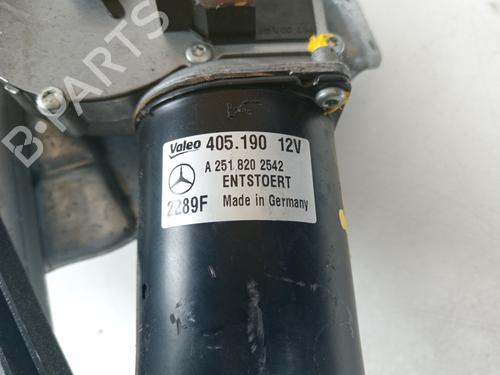 Valeo 405.190 12V
A 251 820 2542
ENTSTOERT
2289F Made in Germany
B-PARTS